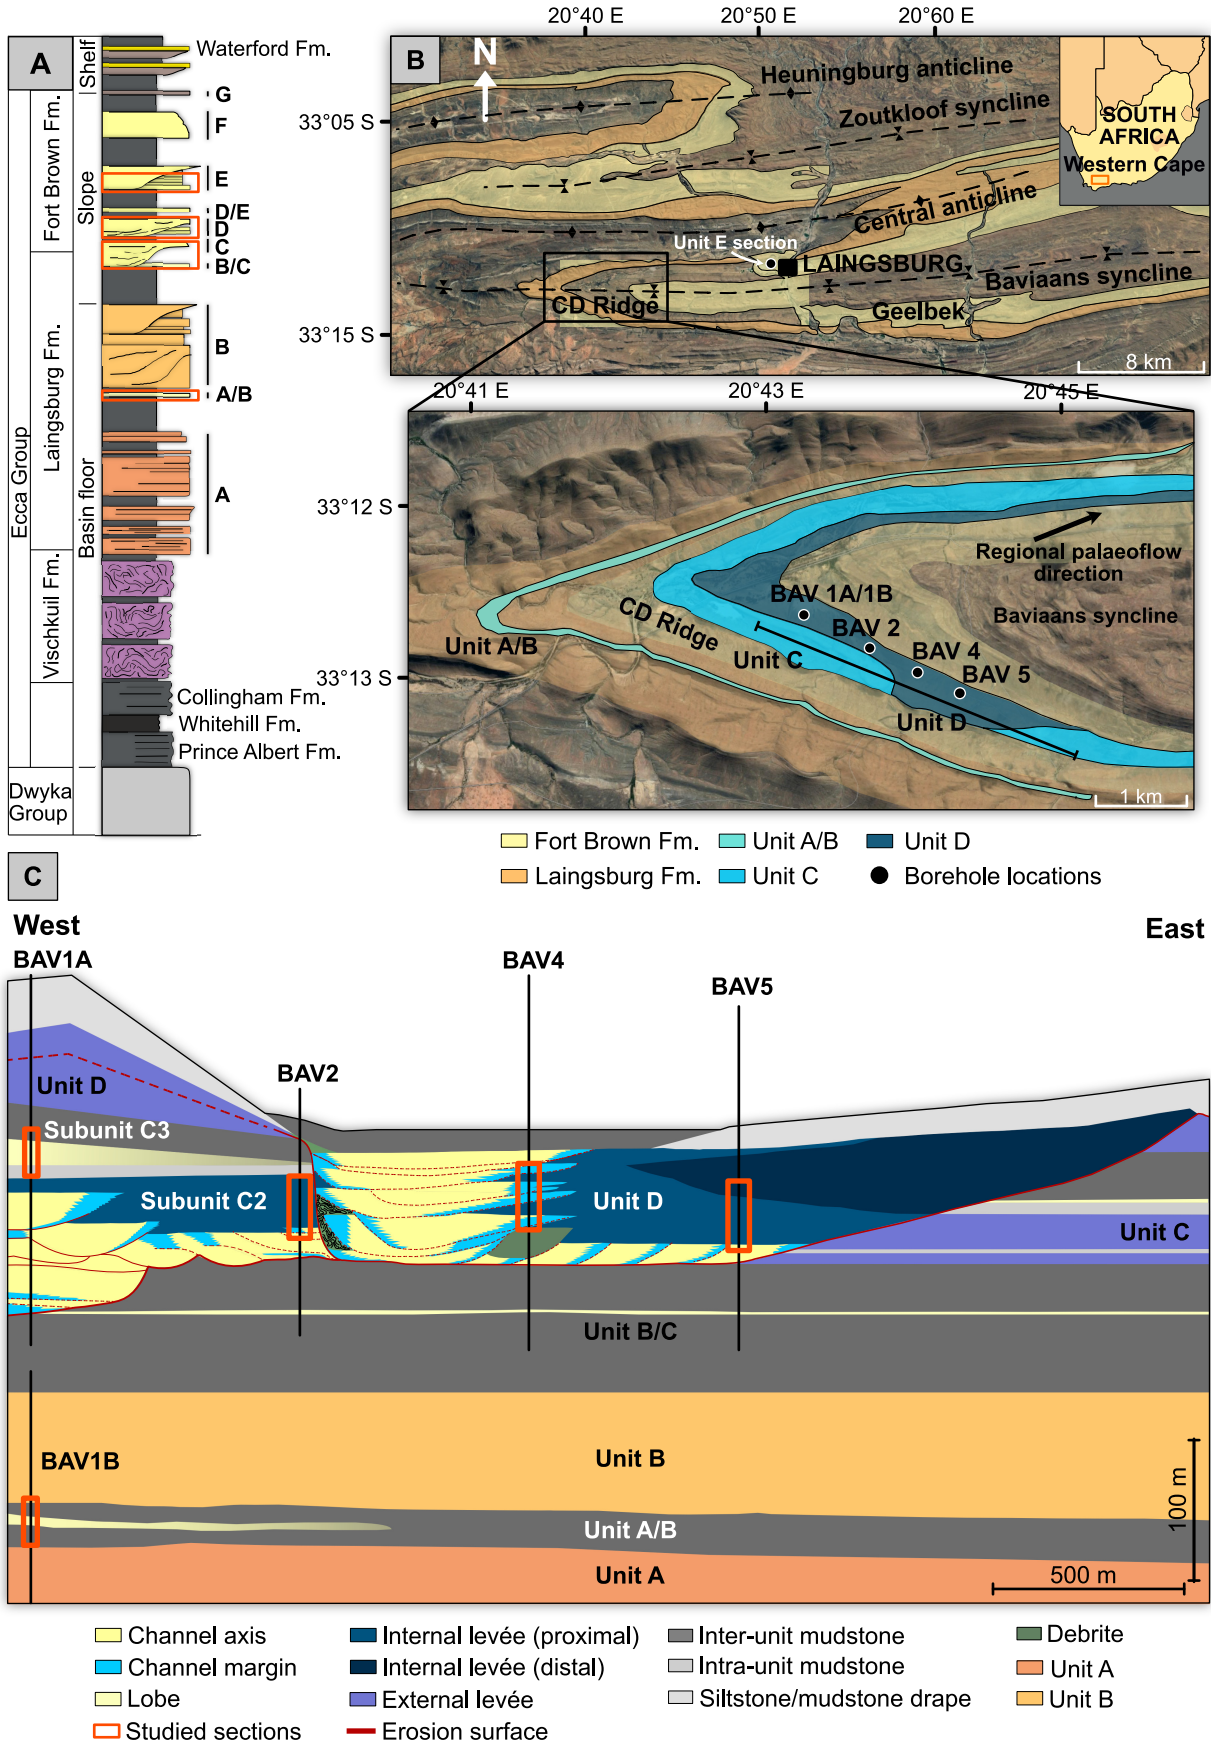 A
Waterford Fm.
Shelf
G
F
Fort Brown Fm.
Slope
E
D/E
D
C
B/C
B
A/B
Laingsburg Fm.
Ecca Group
Basin floor
A
Vischkuil Fm.
Collingham Fm.
Whitehill Fm.
Prince Albert Fm.
Dwyka
Group
B
20°40 E
20°50 E
20°60 E
N
33°05 S
33°15 S
Heuningburg anticline
Zoutkloof syncline
Central anticline
Unit E section
LAINGSBURG
Baviaans syncline
CD Ridge
Geelbek
8 km
SOUTH
AFRICA
Western Cape
20°41 E
20°43 E
20°45 E
33°12 S
33°13 S
Regional palaeoflow
direction
BAV 1A/1B
CD Ridge
Baviaans syncline
BAV 2
Unit A/B
Unit C
BAV 4
BAV 5
Unit D
1 km
Fort Brown Fm.
Unit A/B
Unit D
Laingsburg Fm.
Unit C
Borehole locations
C
West
East
BAV1A
BAV4
BAV5
BAV2
Unit D
Subunit C3
Subunit C2
Unit D
Unit C
Unit B/C
BAV1B
Unit B
100 m
Unit A/B
Unit A
500 m
Channel axis
Internal levée (proximal)
Inter-unit mudstone
Debrite
Channel margin
Internal levée (distal)
Intra-unit mudstone
Unit A
Lobe
External levée
Siltstone/mudstone drape
Unit B
Studied sections
Erosion surface